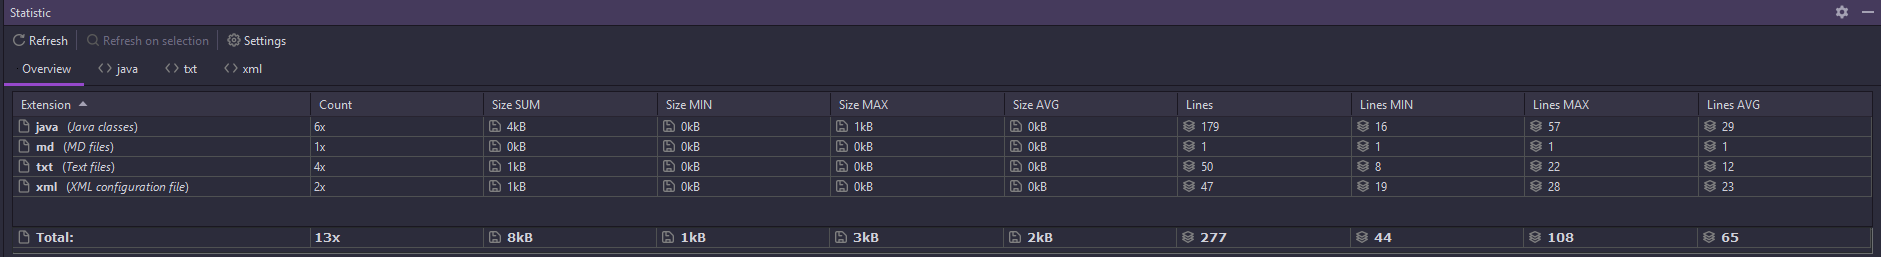 Statistic
Refresh Refresh on selection Settings
Overview java txt xml
Extension Count Size SUM Size MIN Size MAX Size AVG Lines Lines MIN Lines MAX Lines AVG
java (Java classes) 6x 4kB 0kB 1kB 0kB 179 16 57 29
md (MD files) 1x 0kB 0kB 0kB 0kB 1 1 1 1
txt (Text files) 4x 1kB 0kB 0kB 0kB 50 8 22 12
xml (XML configuration file) 2x 1kB 0kB 0kB 0kB 47 19 28 23
Total: 13x 8kB 1kB 3kB 2kB 277 44 108 65